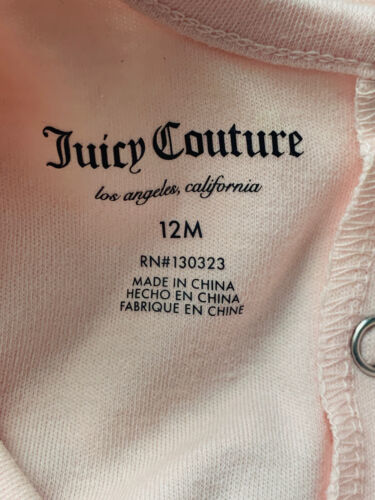 Juicy Couture
los angeles, california
12M
RN#130323
MADE IN CHINA
HECHO EN CHINA
FABRIQUE EN CHINE